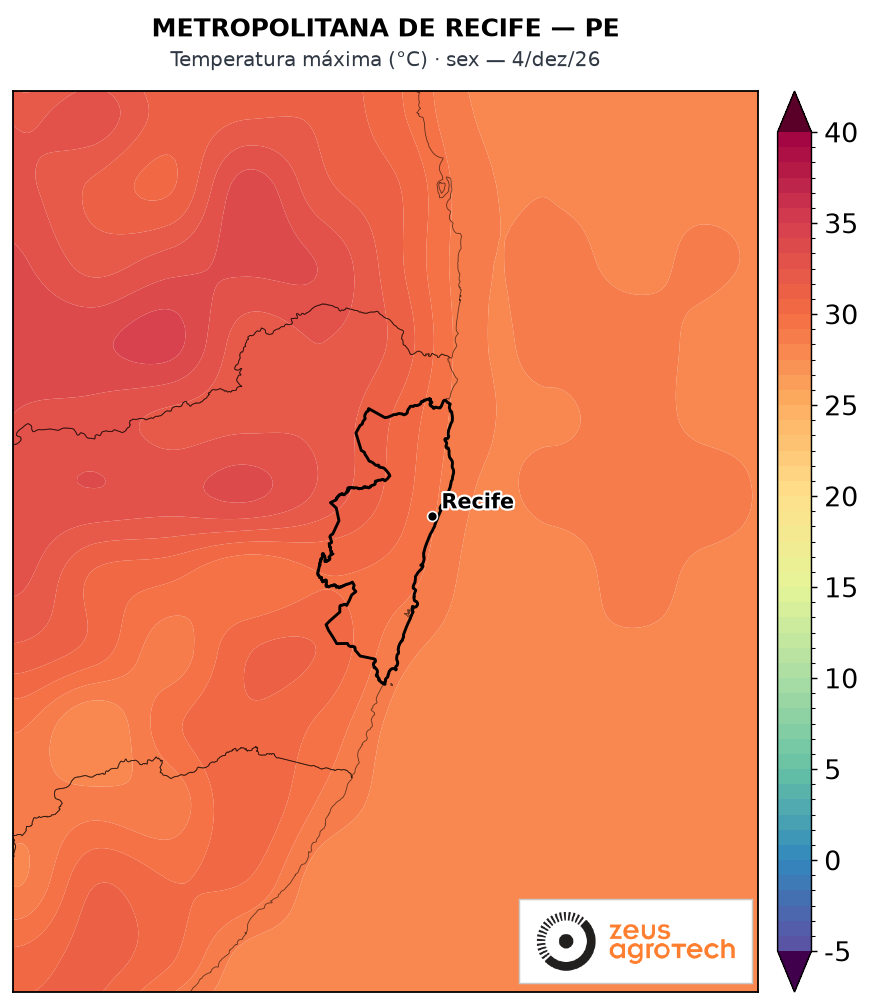 METROPOLITANA DE RECIFE — PE
Temperatura máxima (°C) · sex — 4/dez/26
40
35
30
25
20
15
10
5
0
-5
Recife
zeus
agrotech